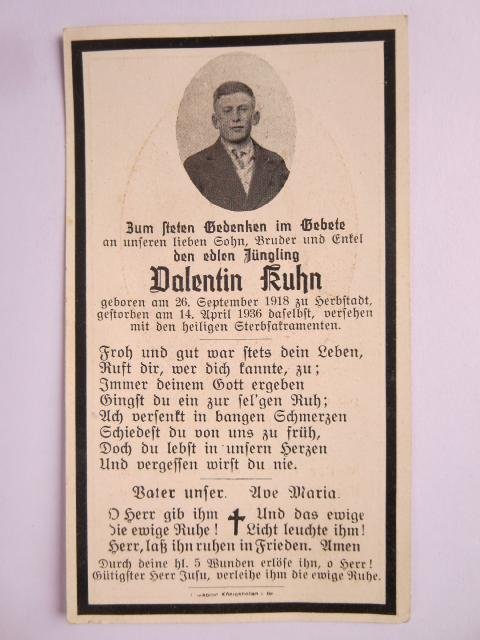 Zum steten Gedenken im Gebete
an unseren lieben Sohn, Bruder und Enkel
den edlen Jüngling
Valentin Kuhn
geboren am 26. September 1918 zu Herbstadt,
gestorben am 14. April 1936 daselbst, versehen
mit den heiligen Sterbsakramenten.
Froh und gut war stets dein Leben,
Ruft dir, wer dich kannte, zu;
Immer deinem Gott ergeben
Gingst du ein zur sel'gen Ruh;
Ach versenkt in bangen Schmerzen
Schiedest du von uns zu früh,
Doch du lebst in unsern Herzen
Und vergessen wirst du nie.
Vater unser. Ave Maria.
O Herr gib ihm † Und das ewige
die ewige Ruhe! Licht leuchte ihm!
Herr, laß ihn ruhen in Frieden. Amen
Durch deine hl. 5 Wunden erlöse ihn, o Herr!
Gütigster Herr Jusu, verleihe ihm die ewige Ruhe.